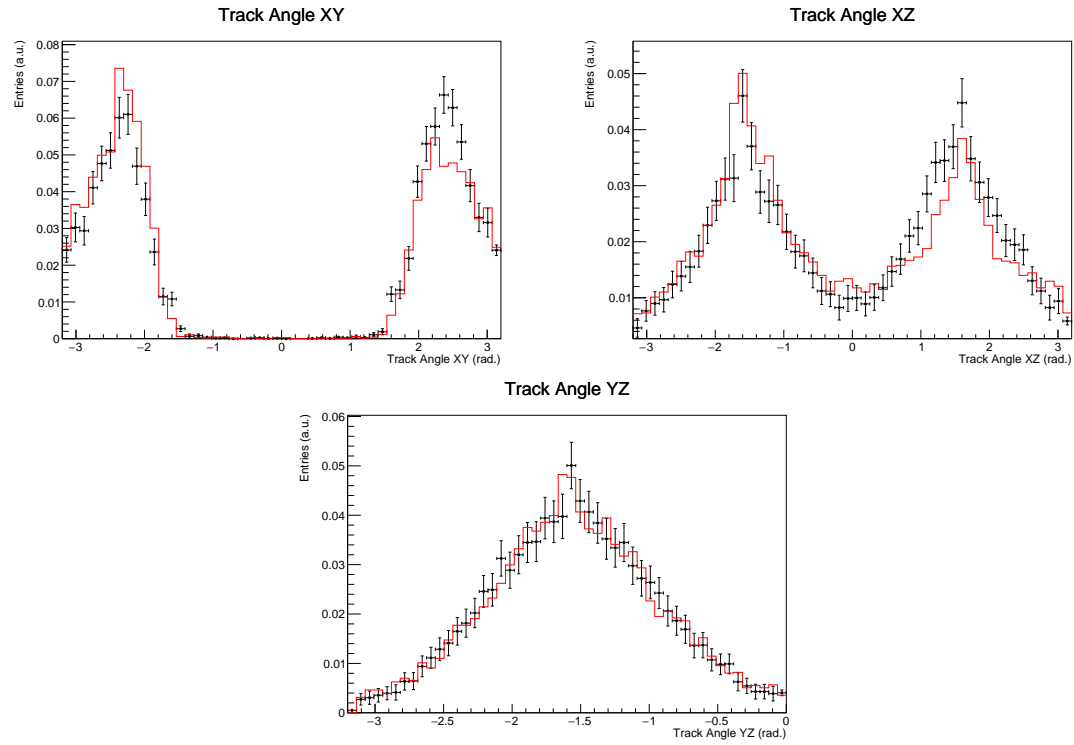 Track Angle XY
Entries (a.u.)
0.08
0.07
0.06
0.05
0.04
0.03
0.02
0.01
0
−3 −2 −1 0 1 2 3
Track Angle XY (rad.)
Track Angle XZ
Entries (a.u.)
0.05
0.04
0.03
0.02
0.01
−3 −2 −1 0 1 2 3
Track Angle XZ (rad.)
Track Angle YZ
Entries (a.u.)
0.06
0.05
0.04
0.03
0.02
0.01
0
−3 −2.5 −2 −1.5 −1 −0.5 0
Track Angle YZ (rad.)